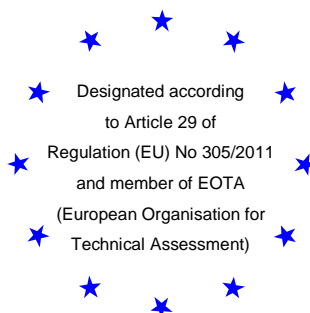 Designated according
to Article 29 of
Regulation (EU) No 305/2011
and member of EOTA
(European Organisation for
Technical Assessment)